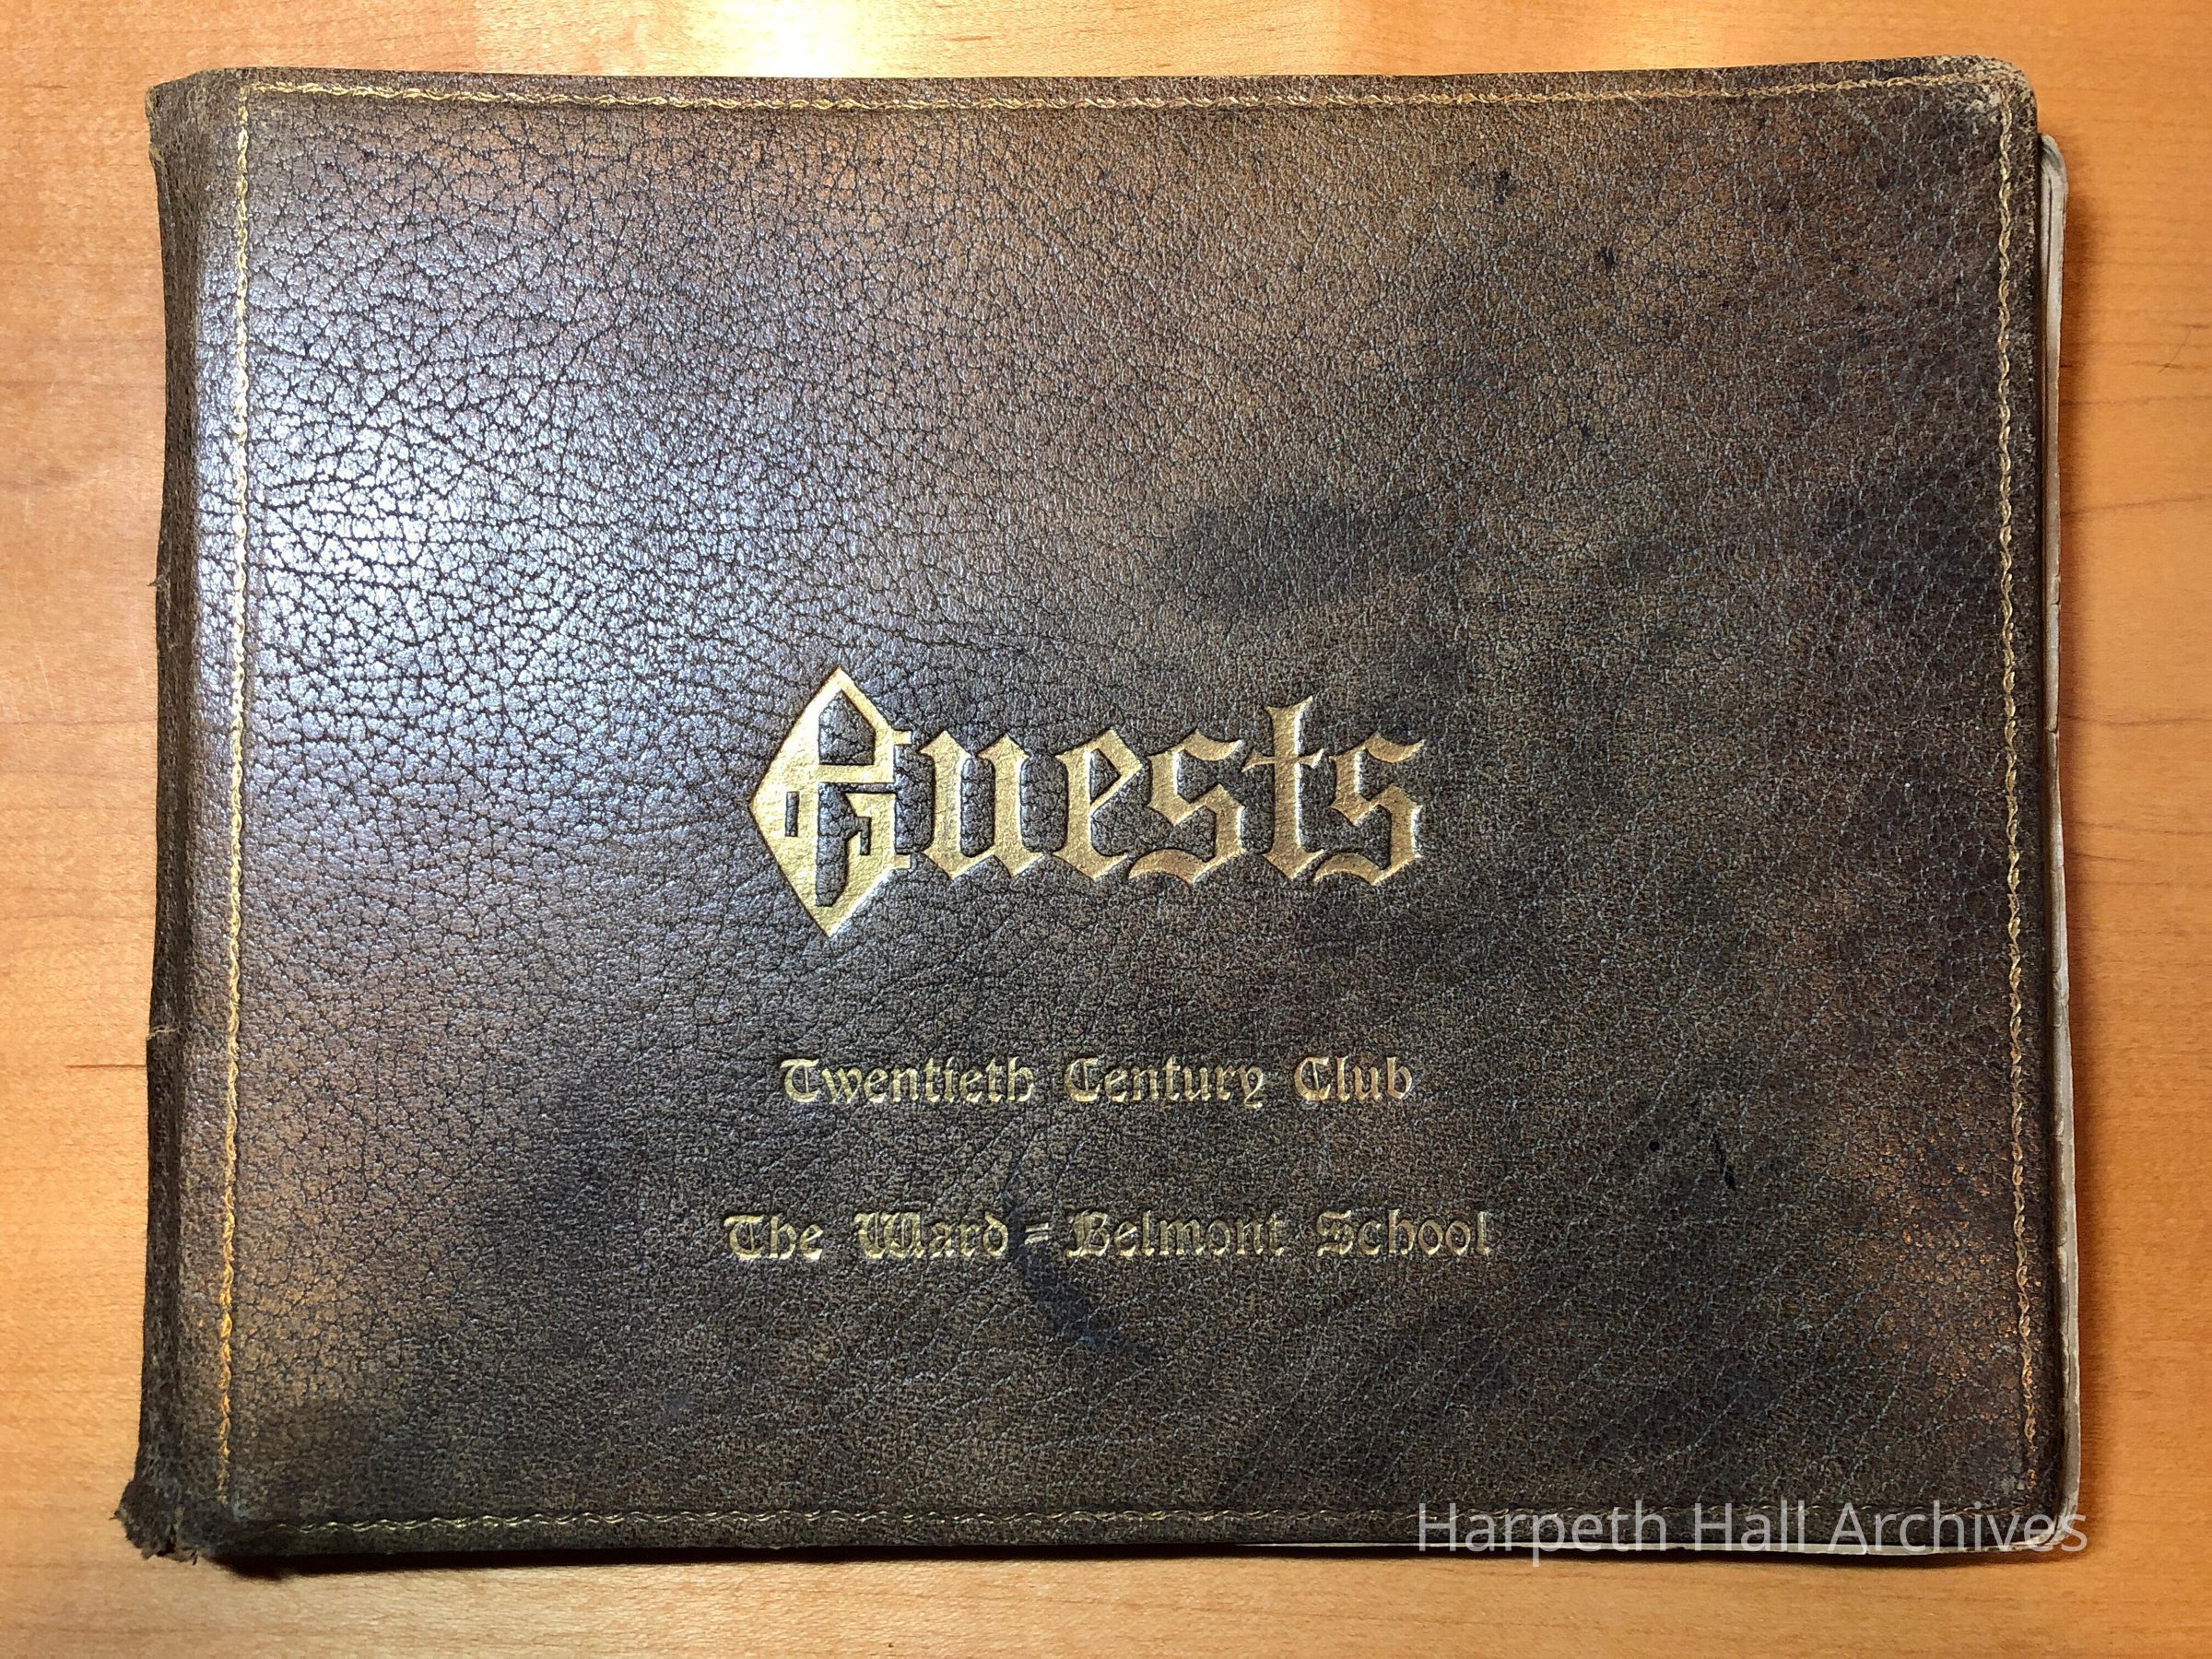 Guests
Twentieth Century Club
The Ward=Belmont School
Harpeth Hall Archives